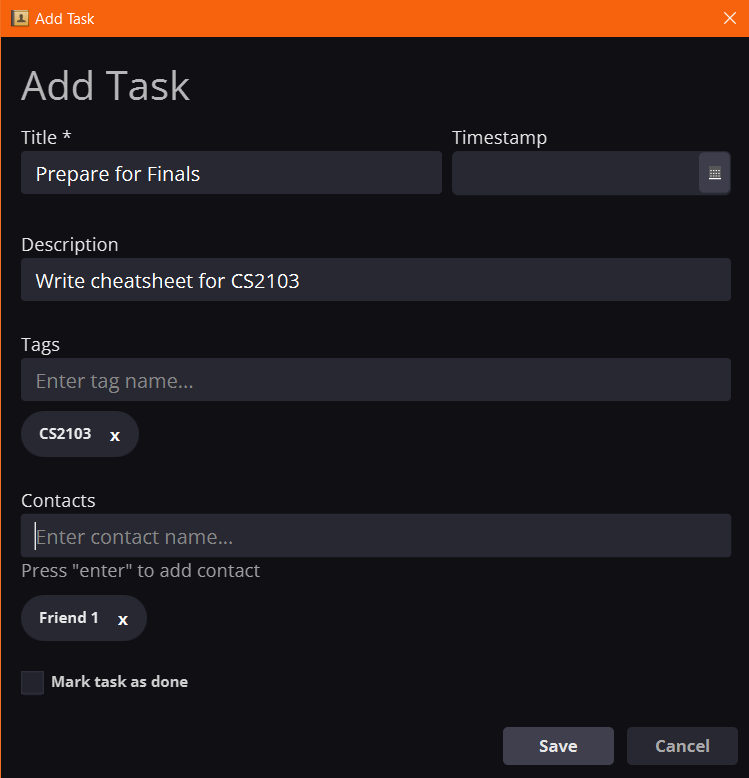 Add Task
Add Task
Title * Timestamp
Prepare for Finals
Description
Write cheatsheet for CS2103
Tags
Enter tag name...
CS2103 x
Contacts
Enter contact name...
Press "enter" to add contact
Friend 1 x
Mark task as done
Save Cancel